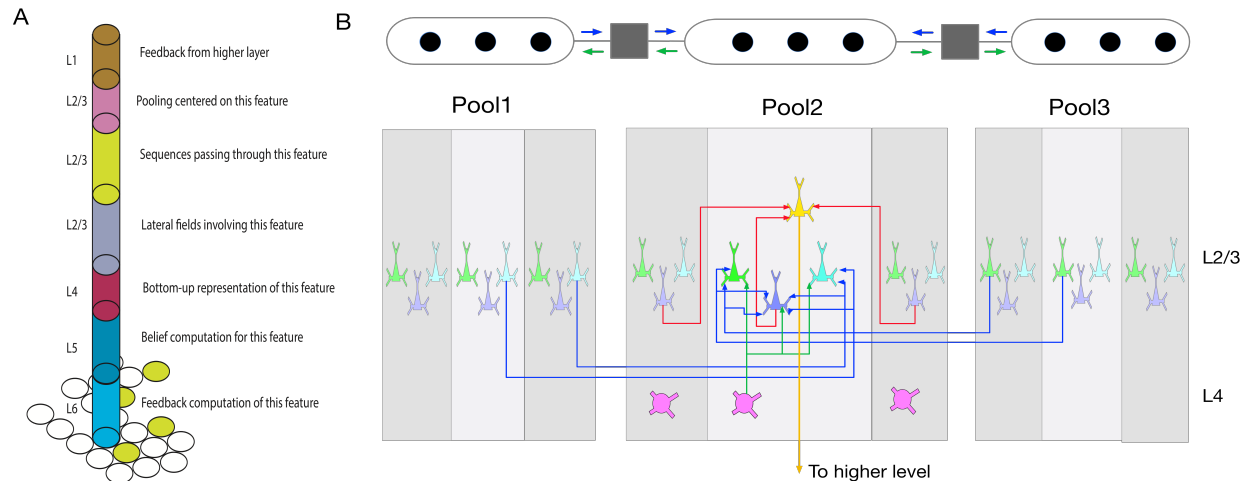 A
L1
Feedback from higher layer
L2/3
Pooling centered on this feature
L2/3
Sequences passing through this feature
L2/3
Lateral fields involving this feature
L4
Bottom-up representation of this feature
L5
Belief computation for this feature
L6
Feedback computation of this feature
B
Pool1
Pool2
Pool3
L2/3
L4
To higher level